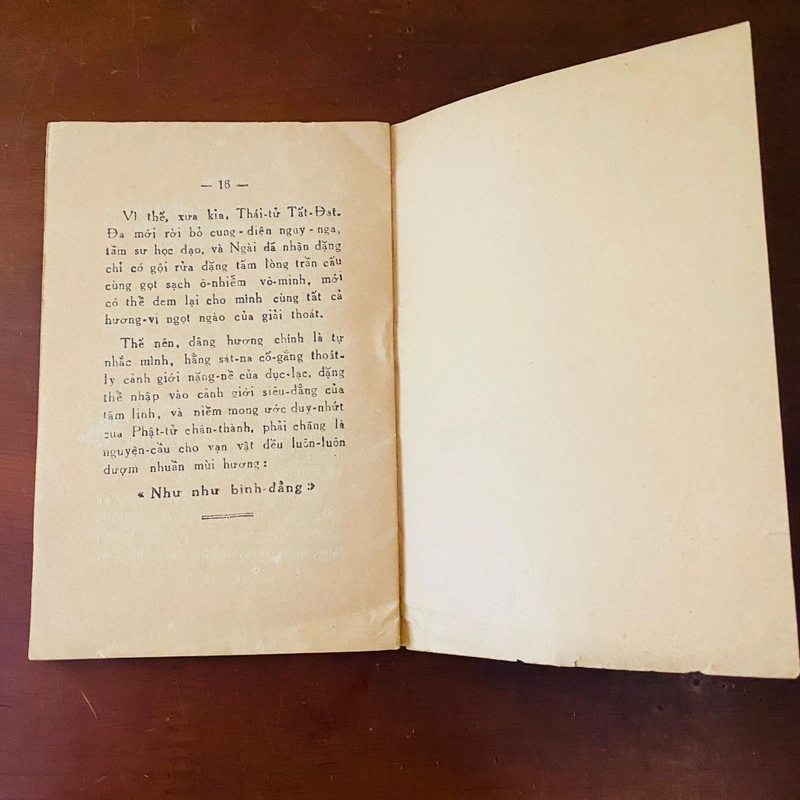 — 16 —
Vì thế, xưa kia, Thái-tử Tất-Đạt-
Đa mới rời bỏ cung-điện nguy-nga,
tầm sư học đạo, và Ngài đã nhận đặng
chỉ có gội rửa đặng tấm lòng trần cấu
cùng gọt sạch ô-nhiễm vô-minh, mới
có thể đem lại cho mình cùng tất cả
hương-vị ngọt ngào của giải thoát.
Thế nên, dâng hương chính là tự
nhắc mình, hằng sát-na cố-gắng thoát-
ly cảnh giới nặng-nề của dục-lạc, đặng
thể nhập vào cảnh giới siêu-đẳng của
tâm linh, và niềm mong ước duy-nhứt
của Phật-tử chân-thành, phải chăng là
nguyện-cầu cho vạn vật đều luôn-luôn
đượm nhuần mùi hương :
« Như như bình-đẳng »